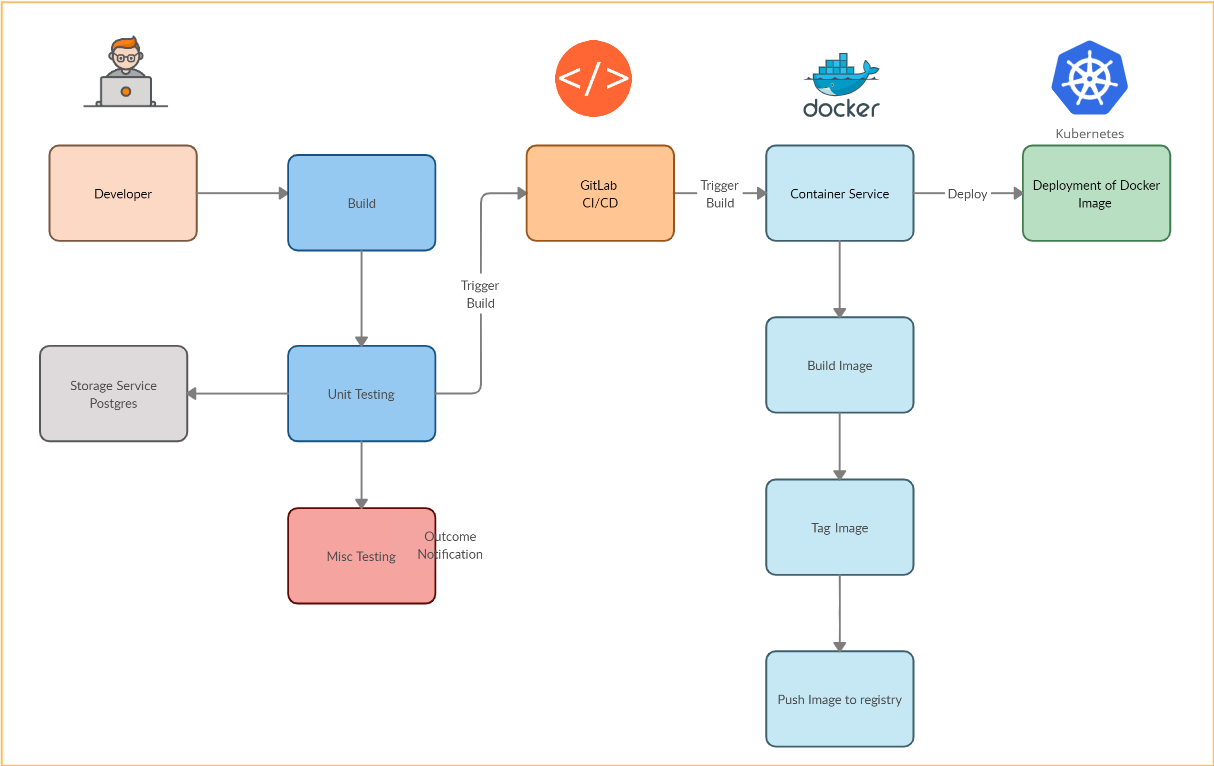 </>
docker
Kubernetes
Developer
Build
GitLab
CI/CD
Trigger
Build
Container Service
Deploy
Deployment of Docker
Image
Trigger
Build
Storage Service
Postgres
Unit Testing
Build Image
Misc Testing
Outcome
Notification
Tag Image
Push Image to registry